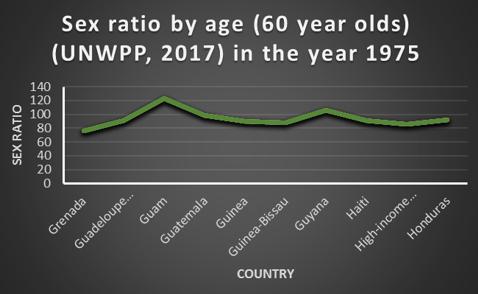 Sex ratio by age (60 year olds)
(UNWPP, 2017) in the year 1975
SEX RATIO
140
120
100
80
60
40
20
0
Grenada
Guadeloupe...
Guam
Guatemala
Guinea
Guinea-Bissau
Guyana
Haiti
High-income...
Honduras
COUNTRY